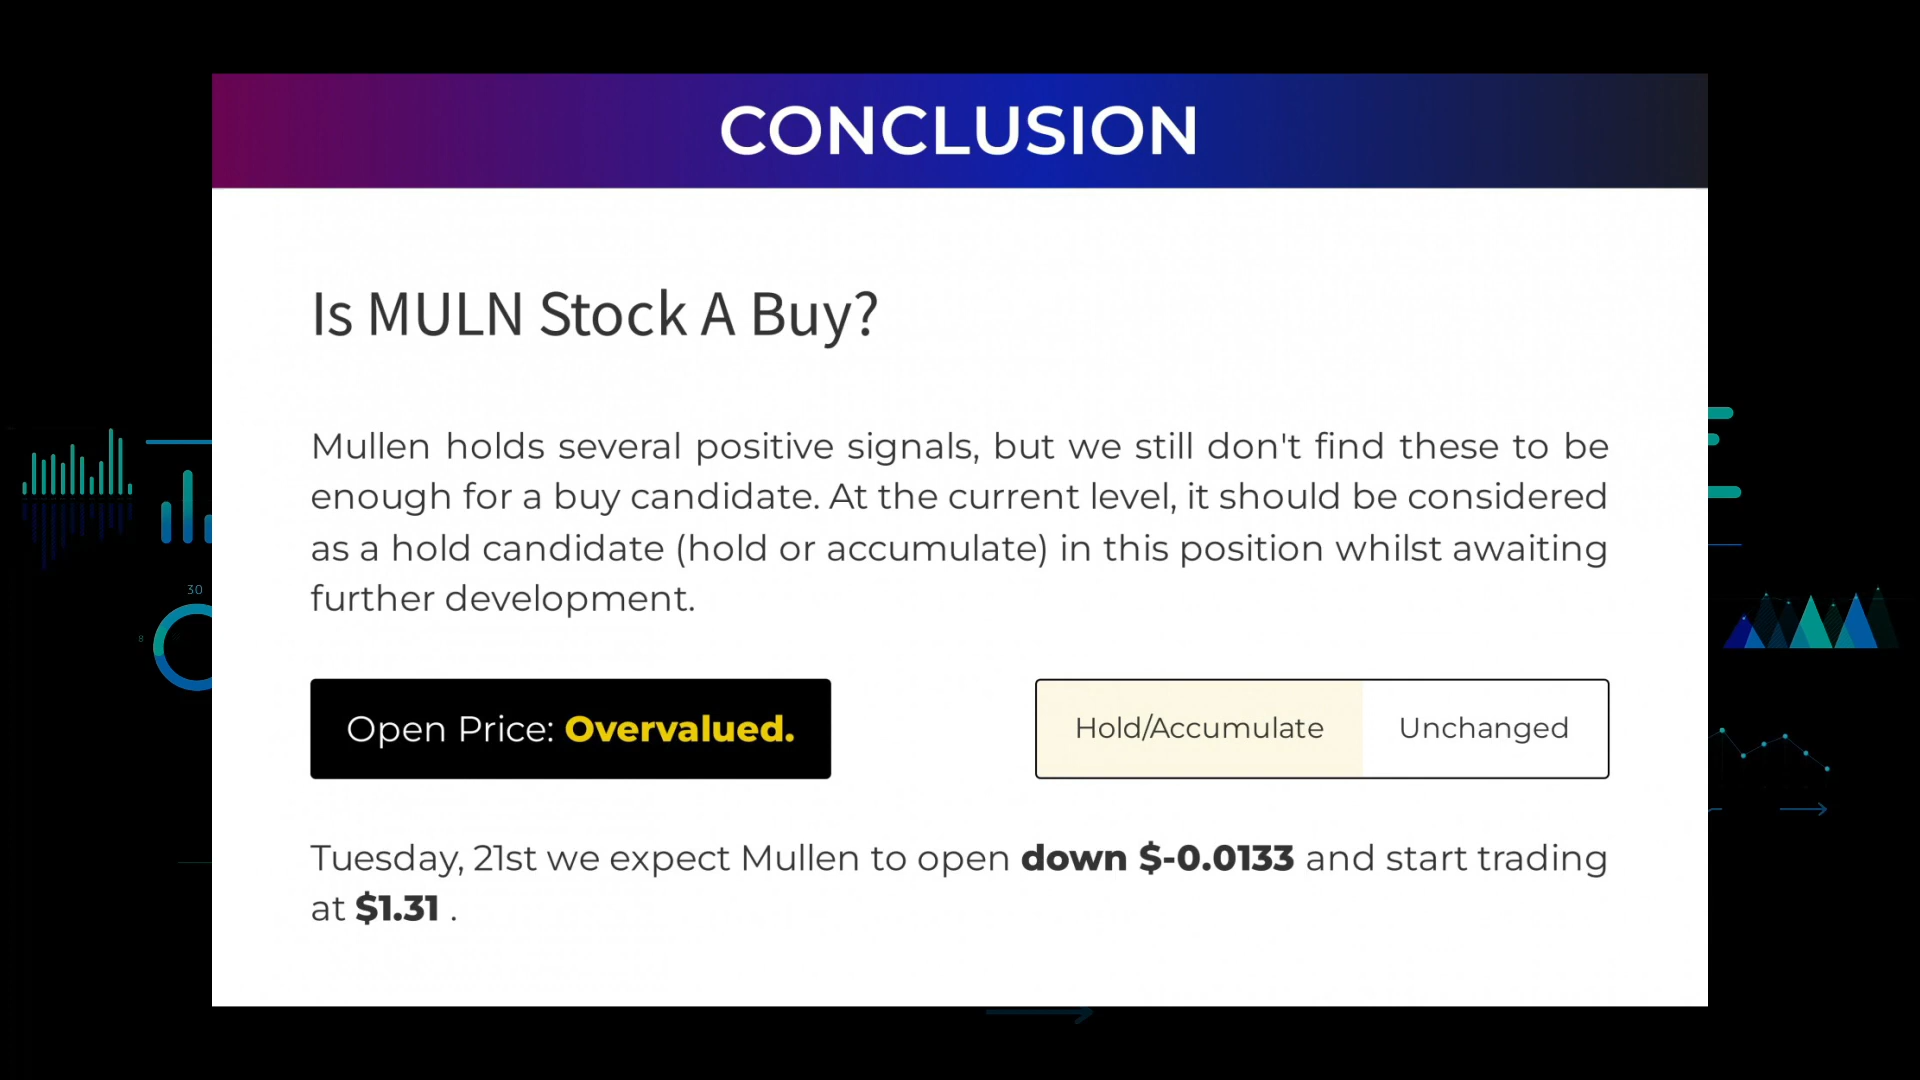 CONCLUSION
Is MULN Stock A Buy?
Mullen holds several positive signals, but we still don't find these to be
enough for a buy candidate. At the current level, it should be considered
as a hold candidate (hold or accumulate) in this position whilst awaiting
further development.
Open Price: Overvalued.
Hold/Accumulate
Unchanged
30
8
Tuesday, 21st we expect Mullen to open down $-0.0133 and start trading
at $1.31 .